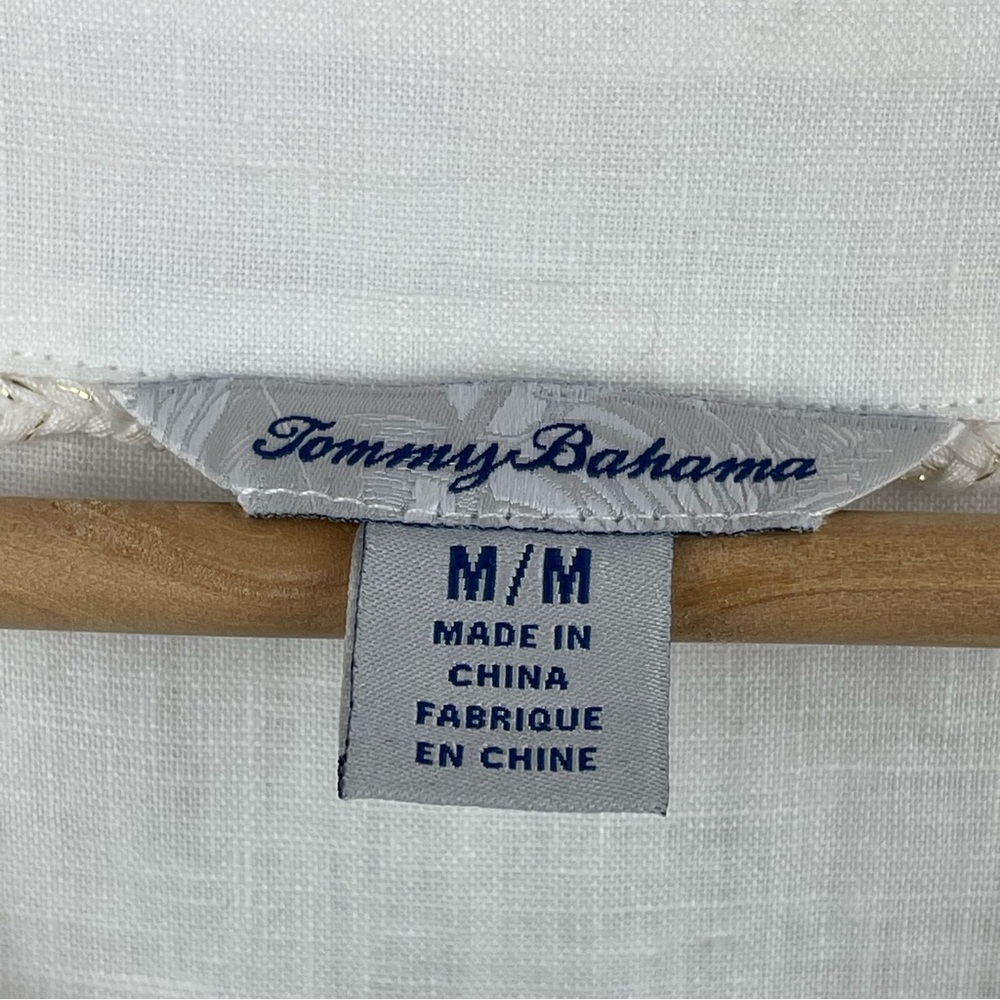 Tommy Bahama
M/M
MADE IN
CHINA
FABRIQUE
EN CHINE